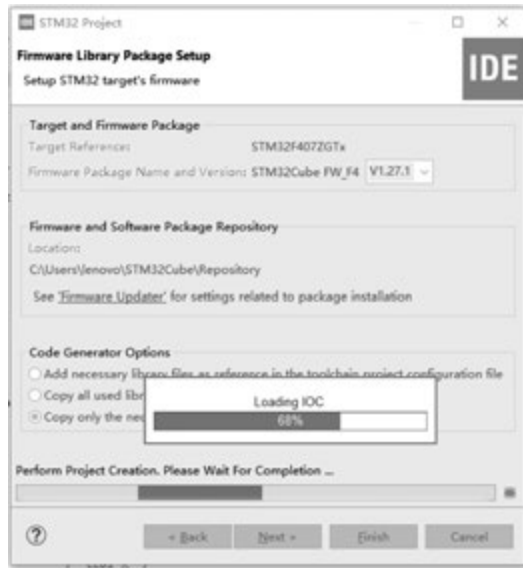 IDE STM32 Project
Firmware Library Package Setup
Setup STM32 target's firmware
IDE
Target and Firmware Package
Target Reference: STM32F407ZGTx
Firmware Package Name and Version: STM32Cube FW_F4 V1.27.1
Firmware and Software Package Repository
Location:
C:\Users\lenovo\STM32Cube\Repository
See 'Firmware Updater' for settings related to package installation
Code Generator Options
Add necessary library files as reference in the toolchain project configuration file
Copy all used
Copy only the
Loading IOC
68%
Perform Project Creation. Please Wait For Completion ...
?
< Back Next > Finish Cancel